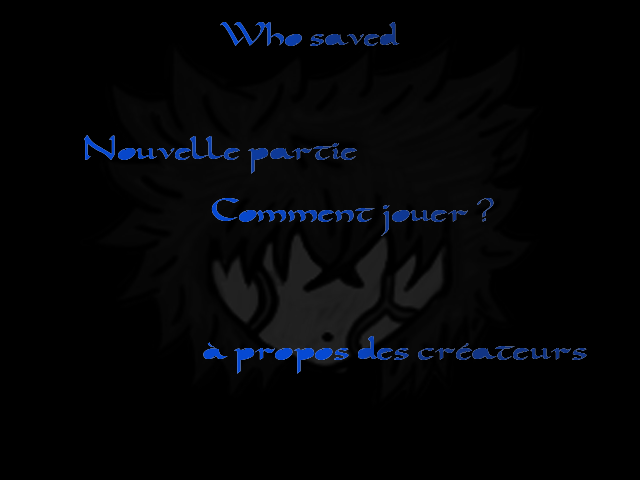 Who saved
Nouvelle partie
Comment jouer ?
à propos des créateurs